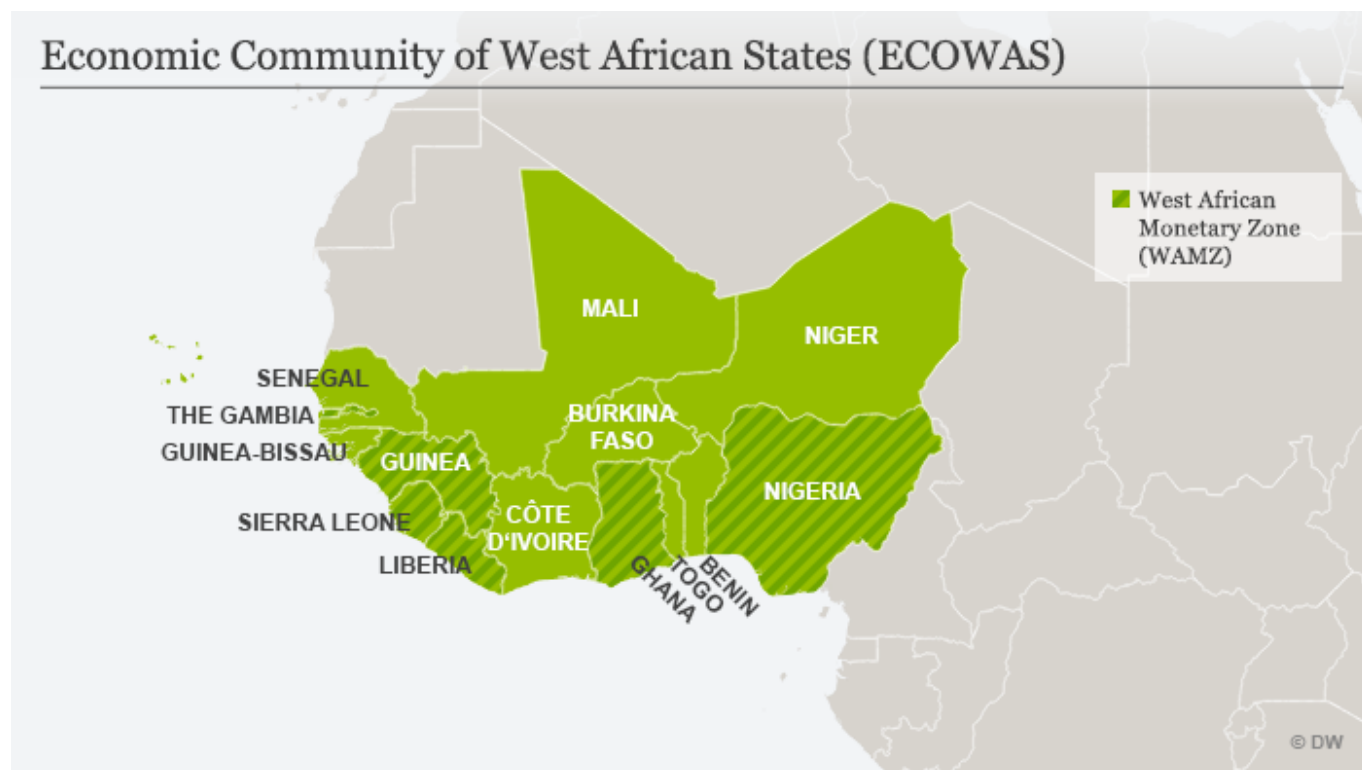 Economic Community of West African States (ECOWAS)
West African
Monetary Zone
(WAMZ)
MALI
NIGER
SENEGAL
THE GAMBIA
BURKINA
FASO
GUINEA-BISSAU
GUINEA
NIGERIA
SIERRA LEONE
CÔTE
D‘IVOIRE
LIBERIA
GHANA
TOGO
BENIN
© DW